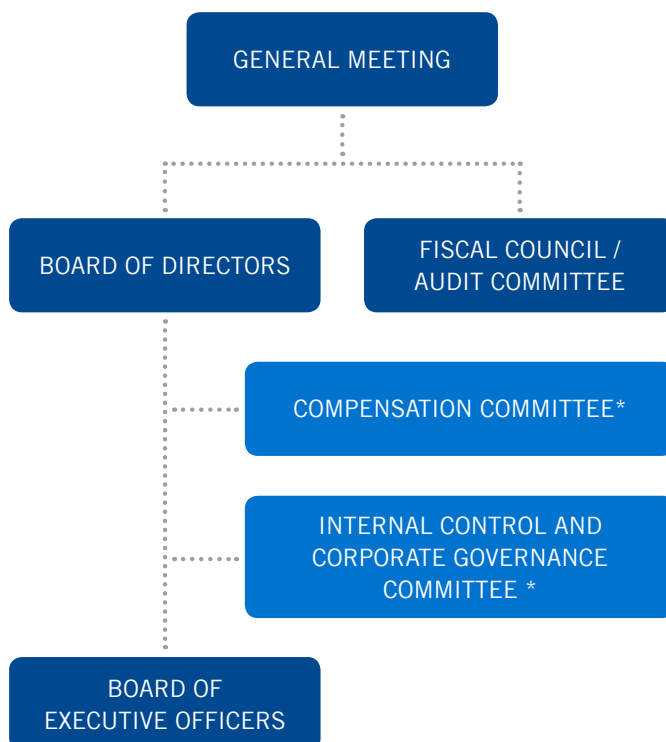 GENERAL MEETING
BOARD OF DIRECTORS
FISCAL COUNCIL /
AUDIT COMMITTEE
COMPENSATION COMMITTEE*
INTERNAL CONTROL AND
CORPORATE GOVERNANCE
COMMITTEE *
BOARD OF
EXECUTIVE OFFICERS